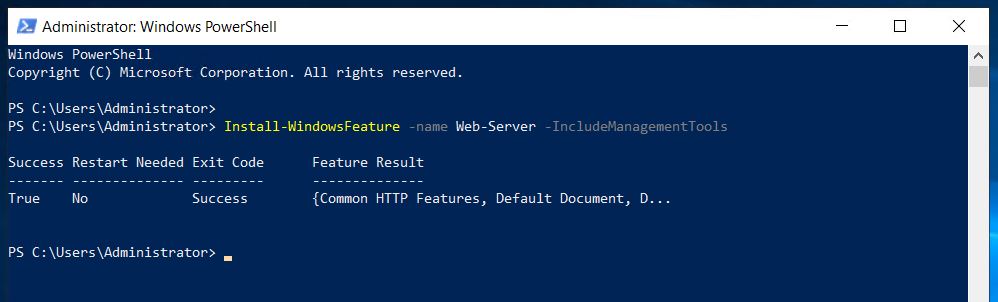 Administrator: Windows PowerShell
Windows PowerShell
Copyright (C) Microsoft Corporation. All rights reserved.
PS C:\Users\Administrator>
PS C:\Users\Administrator> Install-WindowsFeature -name Web-Server -IncludeManagementTools
Success Restart Needed Exit Code      Feature Result
------- -------------- ---------      --------------
True    No             Success        {Common HTTP Features, Default Document, D...
PS C:\Users\Administrator>